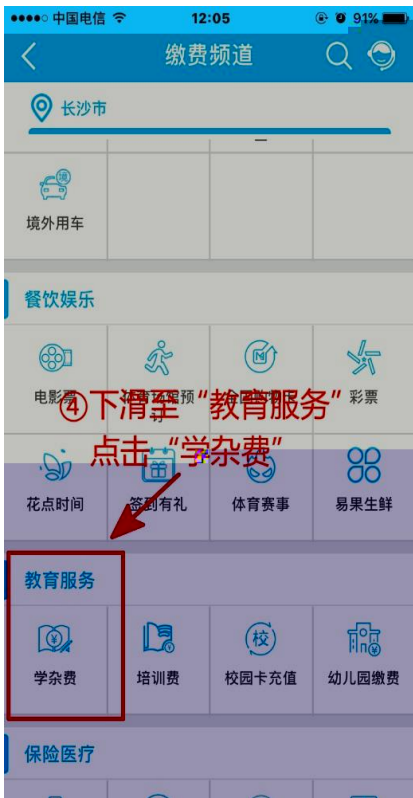 中国电信 12:05 91%
缴费频道
长沙市
境外用车
餐饮娱乐
④下滑至“教育服务”
点击“学杂费”
电影票 彩票
花点时间 签到有礼 体育赛事 易果生鲜
教育服务
学杂费 培训费 校园卡充值 幼儿园缴费
保险医疗